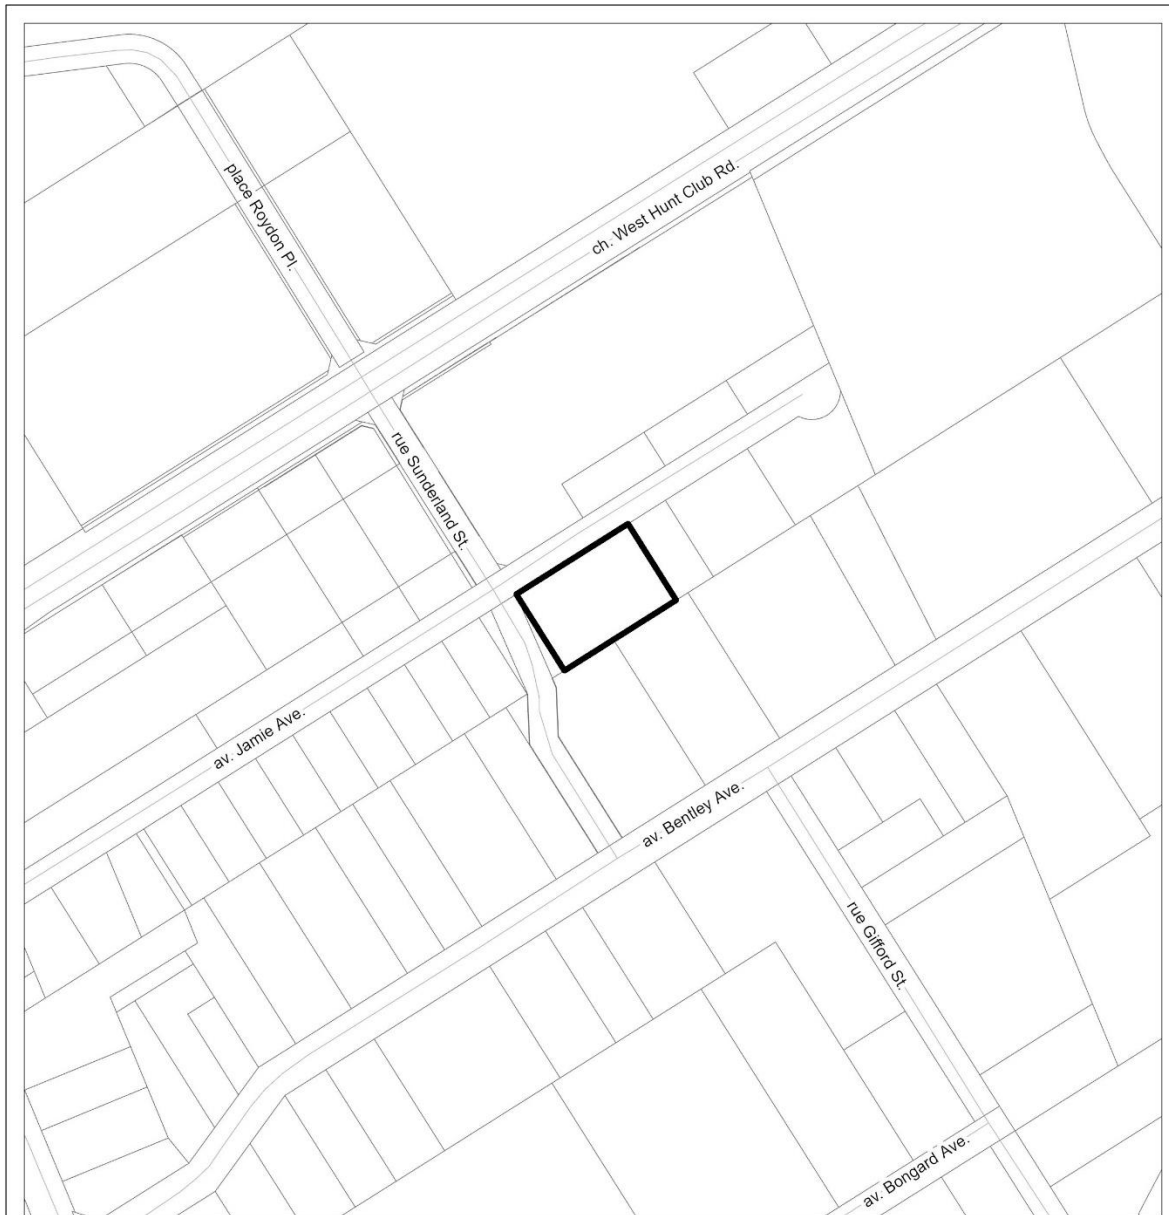 place Roydon Pl.
ch. West Hunt Club Rd.
rue Sunderland St.
av. Jamie Ave.
av. Bentley Ave.
rue Gifford St.
av. Bongard Ave.